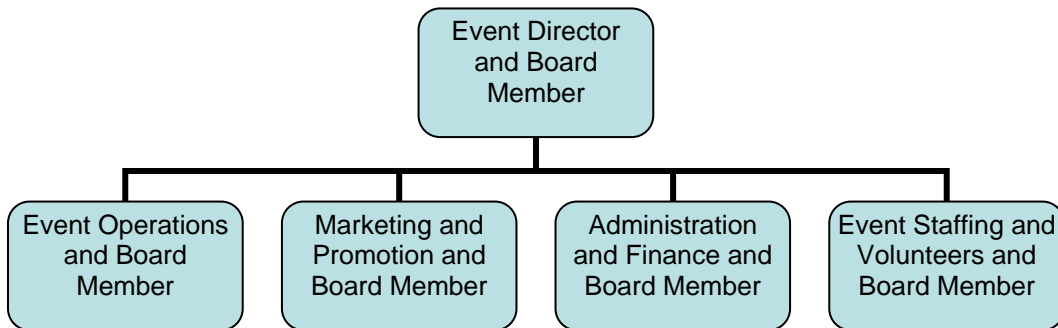 Event Director
and Board
Member
Event Operations
and Board
Member
Marketing and
Promotion and
Board Member
Administration
and Finance and
Board Member
Event Staffing and
Volunteers and
Board Member